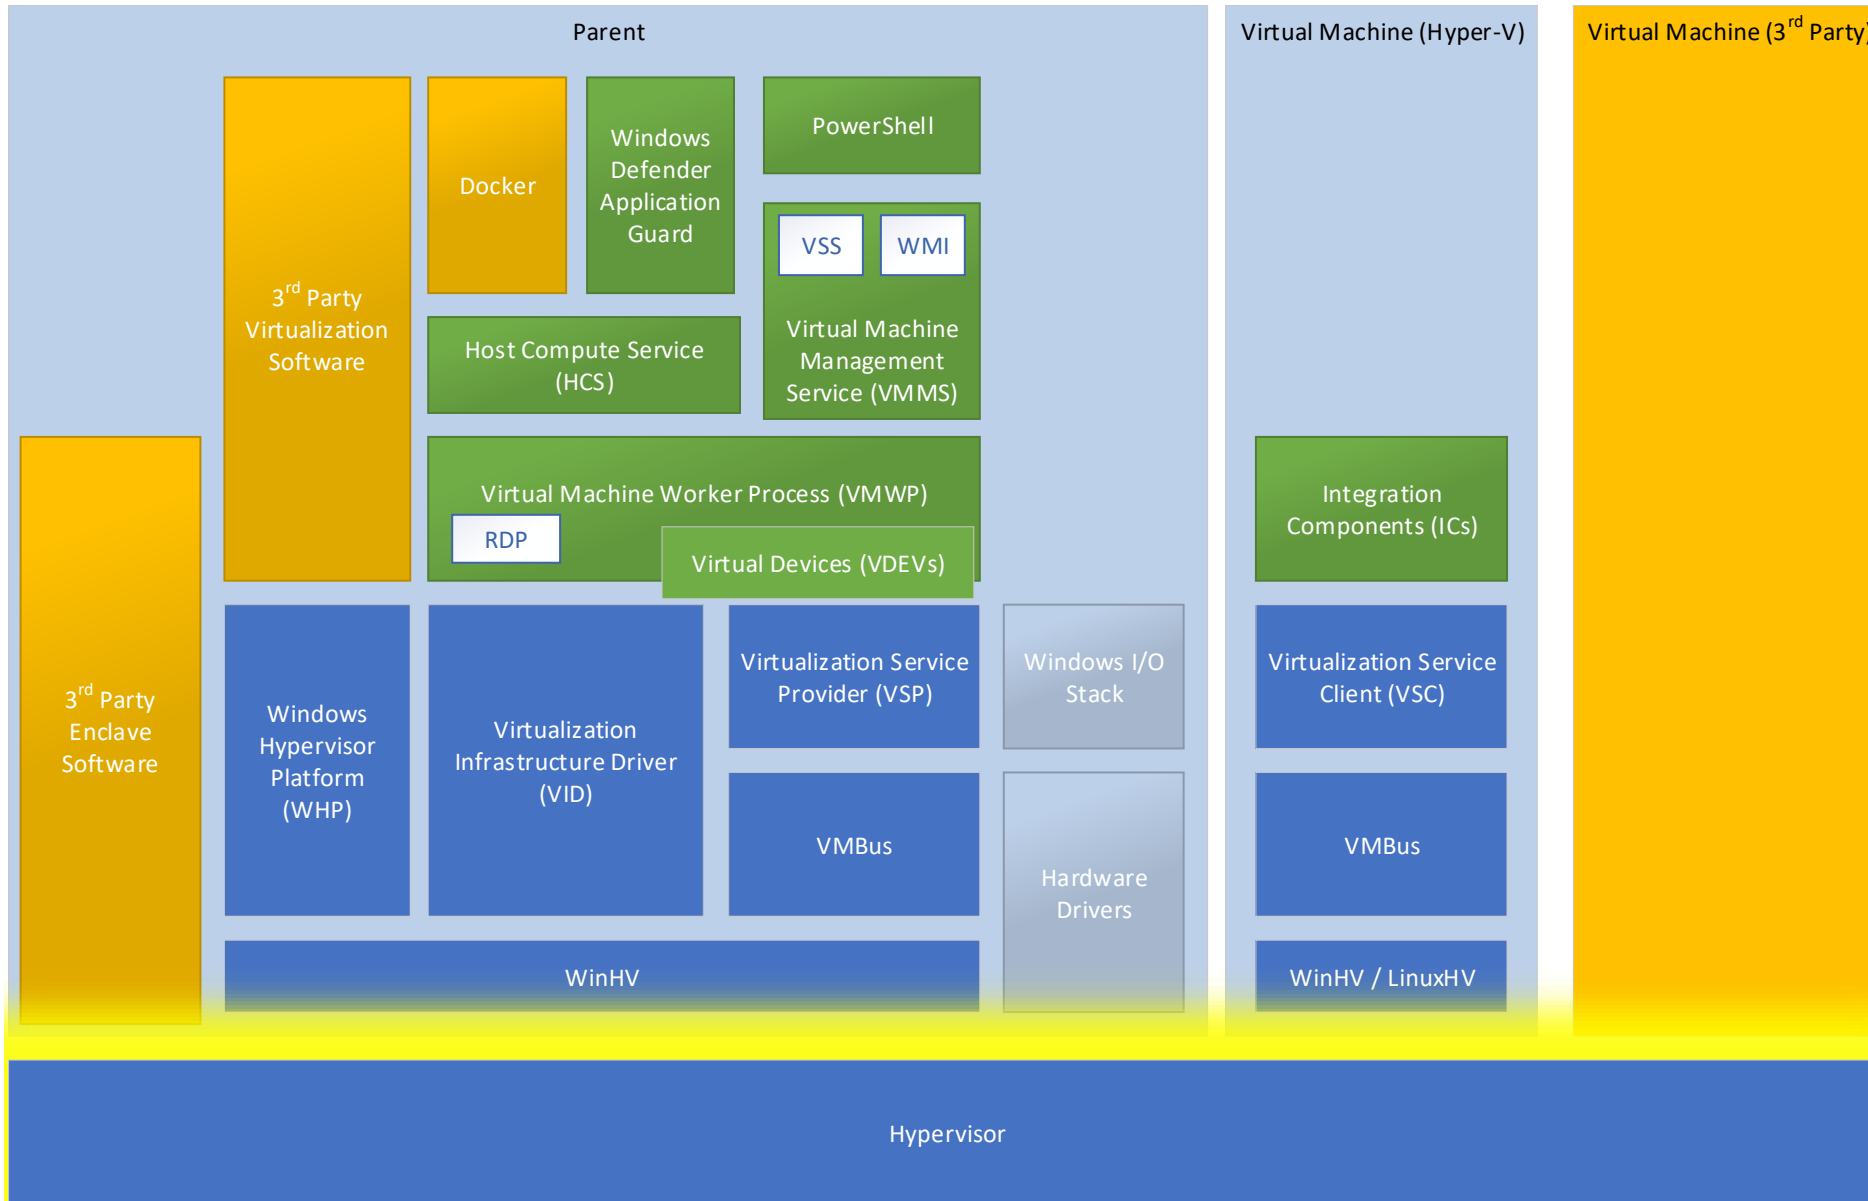 Parent
Virtual Machine (Hyper-V)
Virtual Machine (3rd Party)
3rd Party
Virtualization
Software
Docker
Windows
Defender
Application
Guard
PowerShell
VSS
WMI
Virtual Machine
Management
Service (VMMS)
Host Compute Service
(HCS)
Virtual Machine Worker Process (VMWP)
RDP
Virtual Devices (VDEVs)
Integration
Components (ICs)
3rd Party
Enclave
Software
Windows
Hypervisor
Platform
(WHP)
Virtualization
Infrastructure Driver
(VID)
Virtualization Service
Provider (VSP)
Windows I/O
Stack
Virtualization Service
Client (VSC)
VMBus
Hardware
Drivers
VMBus
WinHV
WinHV / LinuxHV
Hypervisor